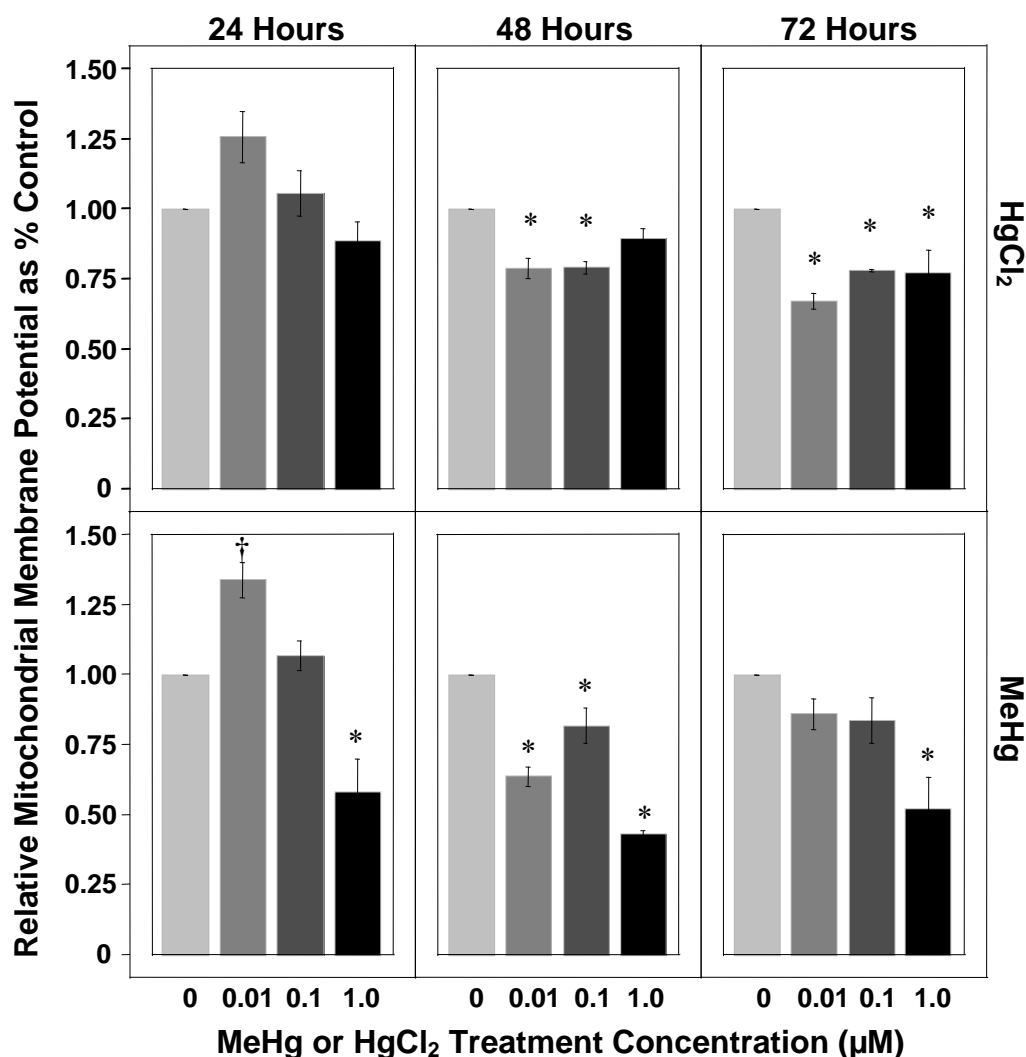 24 Hours
48 Hours
72 Hours
Relative Mitochondrial Membrane Potential as % Control
1.50
1.25
1.00
0.75
0.50
0.25
0
* *
* * *
HgCl₂
1.50
1.25
1.00
0.75
0.50
0.25
0
†
*
* * *
*
MeHg
0 0.01 0.1 1.0
0 0.01 0.1 1.0
0 0.01 0.1 1.0
MeHg or HgCl₂ Treatment Concentration (µM)